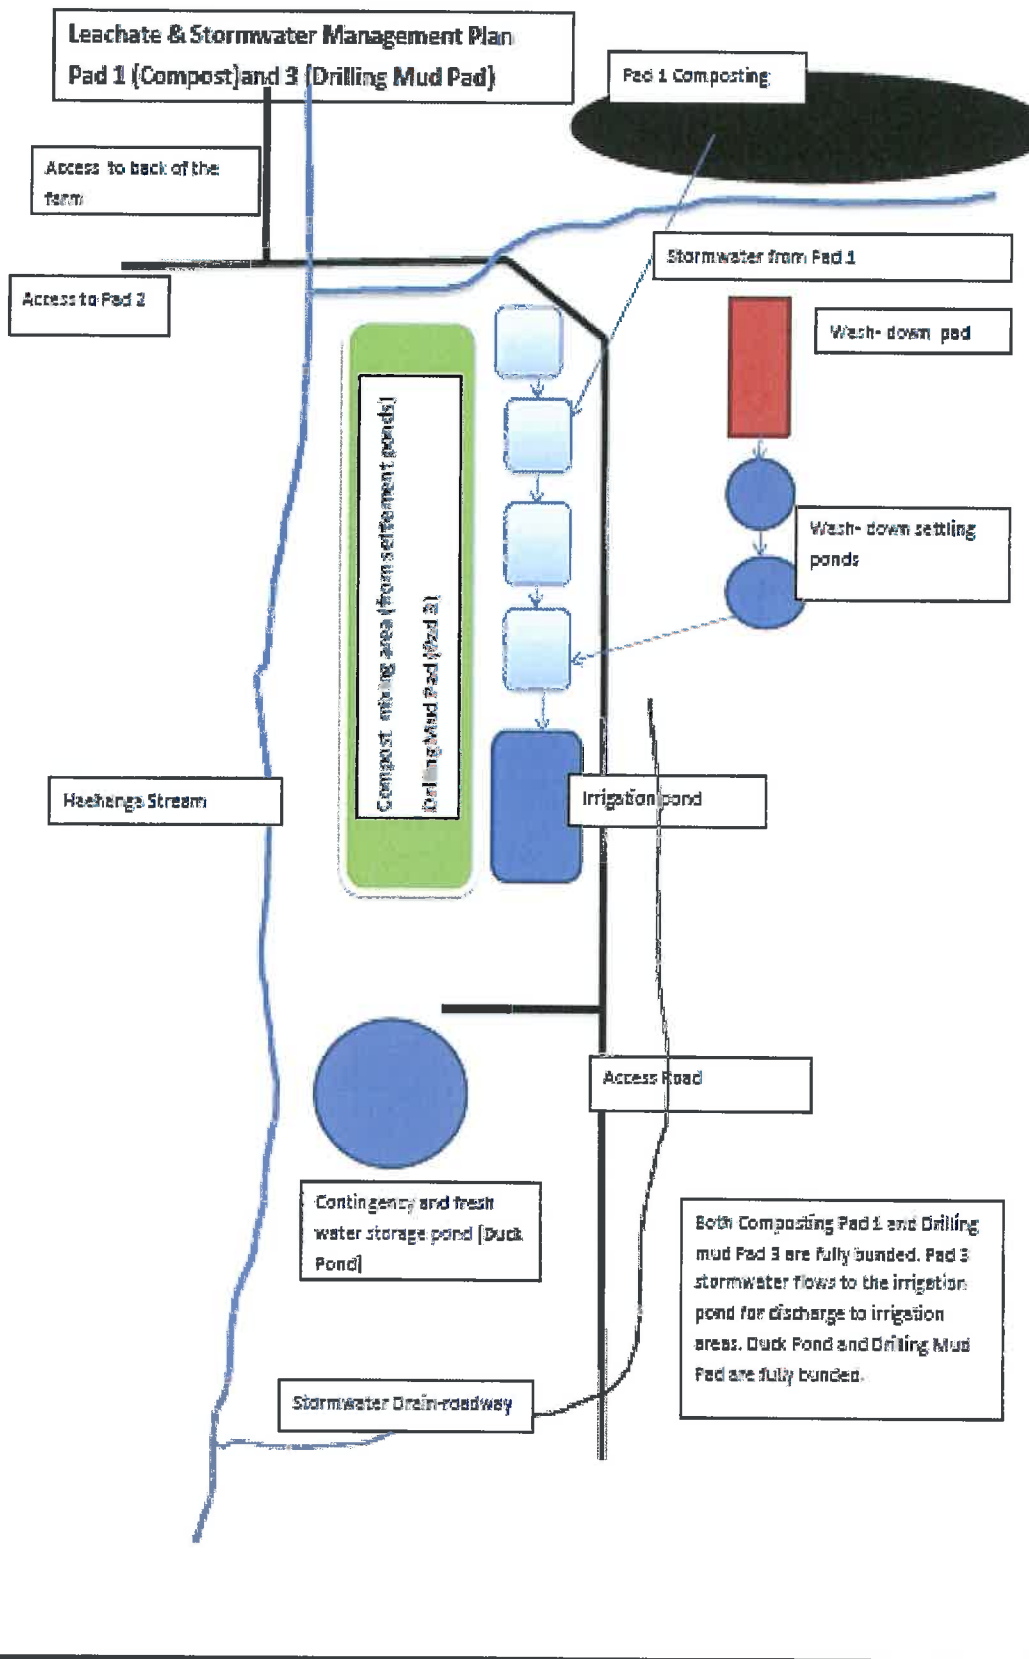 Leachate & Stormwater Management Plan
Pad 1 (Compost)and 3 (Drilling Mud Pad)
Pad 1 Composting
Access to back of the
farm
Stormwater from Pad 1
Access to Pad 2
Wash- down pad
Compost mixing area (from settlement ponds)
Drilling Mud Pad (Pad 3)
Wash- down settling
ponds
Haehanga Stream
Irrigation pond
Access Road
Contingency and fresh
water storage pond (Duck
Pond)
Both Composting Pad 1 and Drilling
mud Pad 3 are fully bunded. Pad 3
stormwater flows to the irrigation
pond for discharge to irrigation
areas. Duck Pond and Drilling Mud
Pad are fully bunded.
Stormwater Drain-roadway